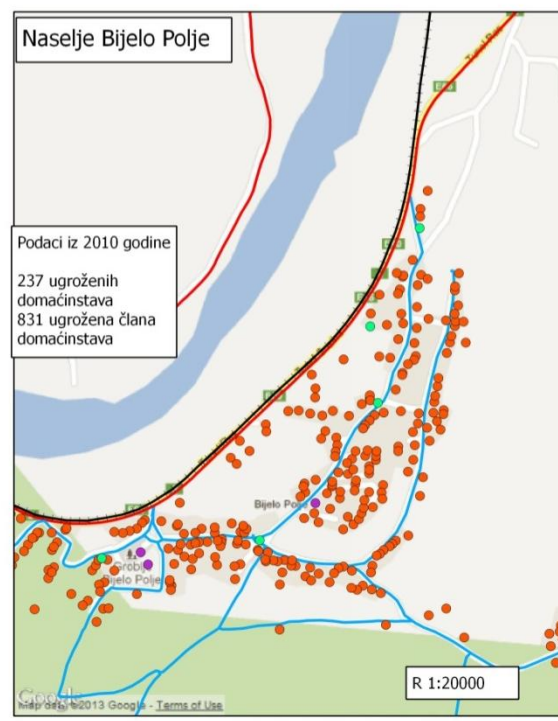 Naselje Bijelo Polje
Podaci iz 2010 godine
237 ugroženih
domaćinstava
831 ugrožena člana
domaćinstava
Bijelo Polje
Groblje
Bijelo Polje
R 1:20000
Google
Map data ©2013 Google - Terms of Use